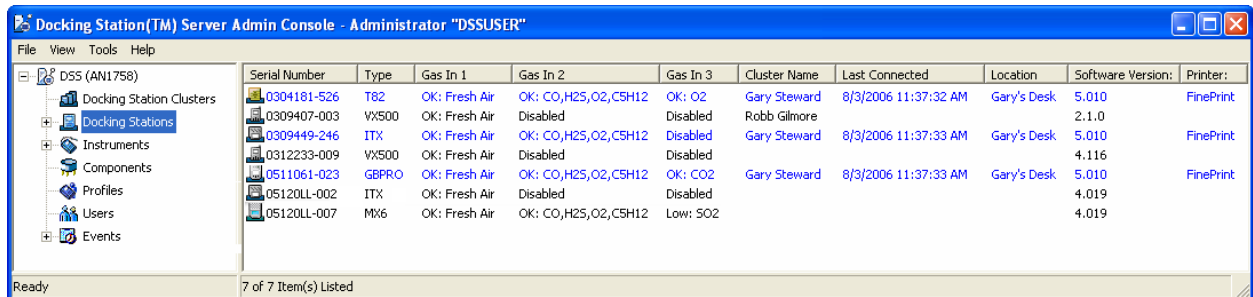 Docking Station(TM) Server Admin Console - Administrator "DSSUSER"
File View Tools Help
DSS (AN1758)
Docking Station Clusters
Docking Stations
Instruments
Components
Profiles
Users
Events
Serial Number Type Gas In 1 Gas In 2 Gas In 3 Cluster Name Last Connected Location Software Version: Printer:
0304181-526 T82 OK: Fresh Air OK: CO,H2S,O2,C5H12 OK: O2 Gary Steward 8/3/2006 11:37:32 AM Gary's Desk 5.010 FinePrint
0309407-003 VX500 OK: Fresh Air Disabled Disabled Robb Gilmore 2.1.0
0309449-246 ITX OK: Fresh Air OK: CO,H2S,O2,C5H12 Disabled Gary Steward 8/3/2006 11:37:33 AM Gary's Desk 5.010 FinePrint
0312233-009 VX500 OK: Fresh Air Disabled Disabled 4.116
0511061-023 GBPRO OK: Fresh Air OK: CO,H2S,O2,C5H12 OK: CO2 Gary Steward 8/3/2006 11:37:33 AM Gary's Desk 5.010 FinePrint
05120LL-002 ITX OK: Fresh Air Disabled Disabled 4.019
05120LL-007 MX6 OK: Fresh Air OK: CO,H2S,O2,C5H12 Low: SO2 4.019
Ready 7 of 7 Item(s) Listed